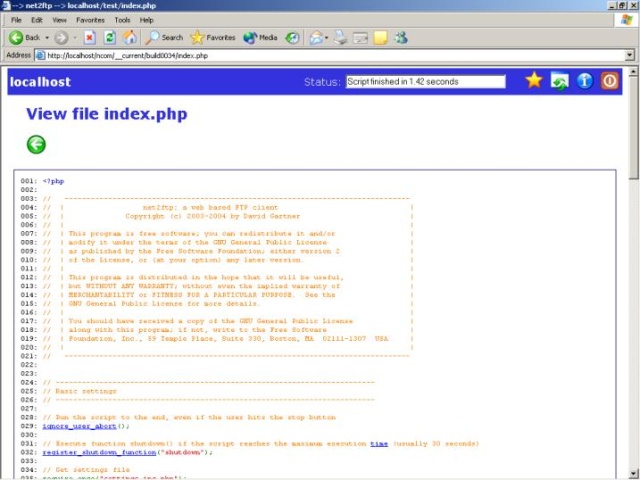 --> net2ftp --> localhost/test/index.php
File Edit View Favorites Tools Help
Back Search Favorites Media
Address http://localhost/ncom/__current/build0034/index.php
localhost Status: Script finished in 1.42 seconds
View file index.php
001: <?php
002:
003: // -------------------------------------------------------------------------------
004: // | net2ftp: a web based FTP client |
005: // | Copyright (c) 2003-2004 by David Gartner |
006: // | |
007: // | This program is free software; you can redistribute it and/or |
008: // | modify it under the terms of the GNU General Public License |
009: // | as published by the Free Software Foundation; either version 2 |
010: // | of the License, or (at your option) any later version. |
011: // | |
012: // | This program is distributed in the hope that it will be useful, |
013: // | but WITHOUT ANY WARRANTY; without even the implied warranty of |
014: // | MERCHANTABILITY or FITNESS FOR A PARTICULAR PURPOSE. See the |
015: // | GNU General Public License for more details. |
016: // | |
017: // | You should have received a copy of the GNU General Public License |
018: // | along with this program; if not, write to the Free Software |
019: // | Foundation, Inc., 59 Temple Place, Suite 330, Boston, MA 02111-1307 USA |
020: // | |
021: // -------------------------------------------------------------------------------
022:
023:
024: // -------------------------------------------------------------------------
025: // Basic settings
026: // -------------------------------------------------------------------------
027:
028: // Run the script to the end, even if the user hits the stop button
029: ignore_user_abort();
030:
031: // Execute function shutdown() if the script reaches the maximum execution time (usually 30 seconds)
032: register_shutdown_function("shutdown");
033:
034: // Get settings file
035: require_once("settings.inc.php");